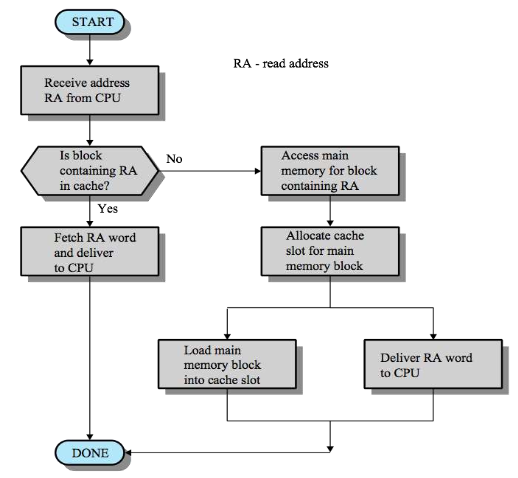 START
RA - read address
Receive address
RA from CPU
Is block
containing RA
in cache?
No
Access main
memory for block
containing RA
Yes
Fetch RA word
and deliver
to CPU
Allocate cache
slot for main
memory block
Load main
memory block
into cache slot
Deliver RA word
to CPU
DONE